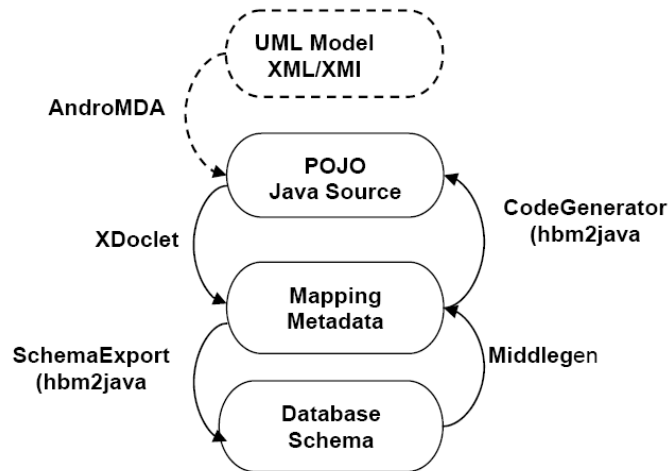 UML Model
XML/XMI
AndroMDA
POJO
Java Source
CodeGenerator
(hbm2java
XDoclet
Mapping
Metadata
SchemaExport
(hbm2java
Middlegen
Database
Schema